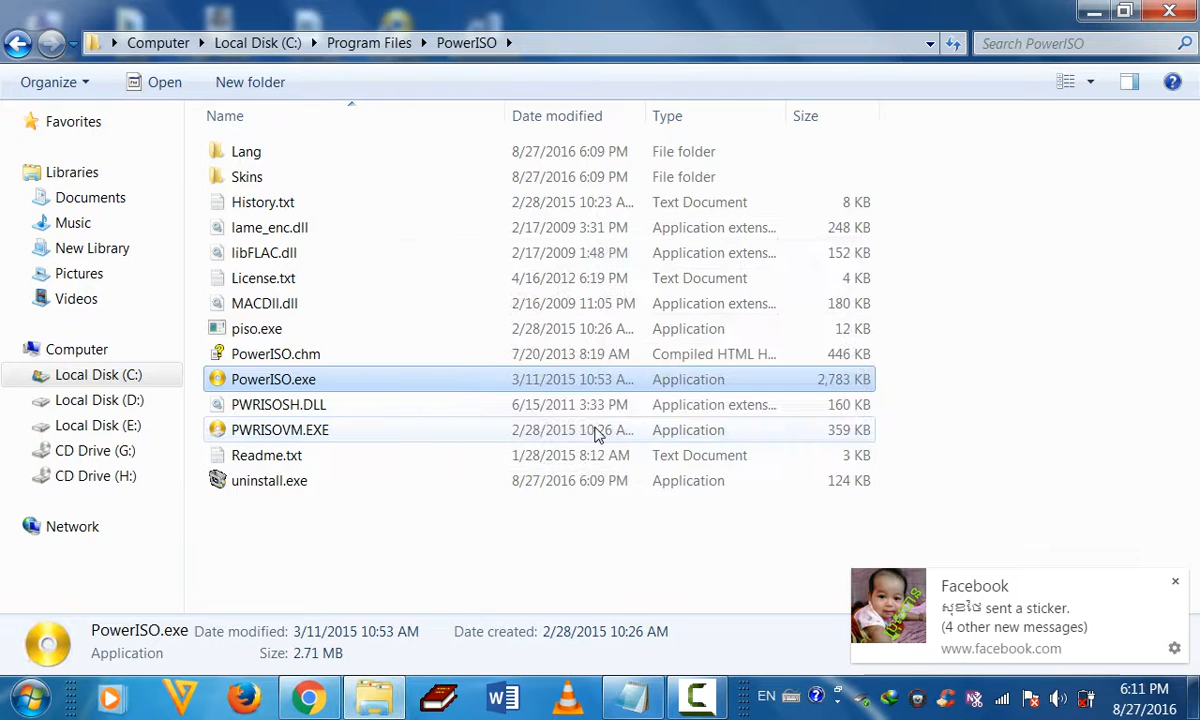 Computer Local Disk (C:) Program Files PowerISO Search PowerISO
Organize Open New folder
Name Date modified Type Size
Favorites
Libraries
Documents
Music
New Library
Pictures
Videos
Computer
Local Disk (C:)
Local Disk (D:)
Local Disk (E:)
CD Drive (G:)
CD Drive (H:)
Network
Lang 8/27/2016 6:09 PM File folder
Skins 8/27/2016 6:09 PM File folder
History.txt 2/28/2015 10:23 A... Text Document 8 KB
lame_enc.dll 2/17/2009 3:31 PM Application extens... 248 KB
libFLAC.dll 2/17/2009 1:48 PM Application extens... 152 KB
License.txt 4/16/2012 6:19 PM Text Document 4 KB
MACDll.dll 2/16/2009 11:05 PM Application extens... 180 KB
piso.exe 2/28/2015 10:26 A... Application 12 KB
PowerISO.chm 7/20/2013 8:19 AM Compiled HTML H... 446 KB
PowerISO.exe 3/11/2015 10:53 A... Application 2,783 KB
PWRISOSH.DLL 6/15/2011 3:33 PM Application extens... 160 KB
PWRISOVM.EXE 2/28/2015 10:26 A... Application 359 KB
Readme.txt 1/28/2015 8:12 AM Text Document 3 KB
uninstall.exe 8/27/2016 6:09 PM Application 124 KB
Facebook
sent a sticker.
(4 other new messages)
www.facebook.com
PowerISO.exe Date modified: 3/11/2015 10:53 AM Date created: 2/28/2015 10:26 AM
Application Size: 2.71 MB
EN 6:11 PM
8/27/2016